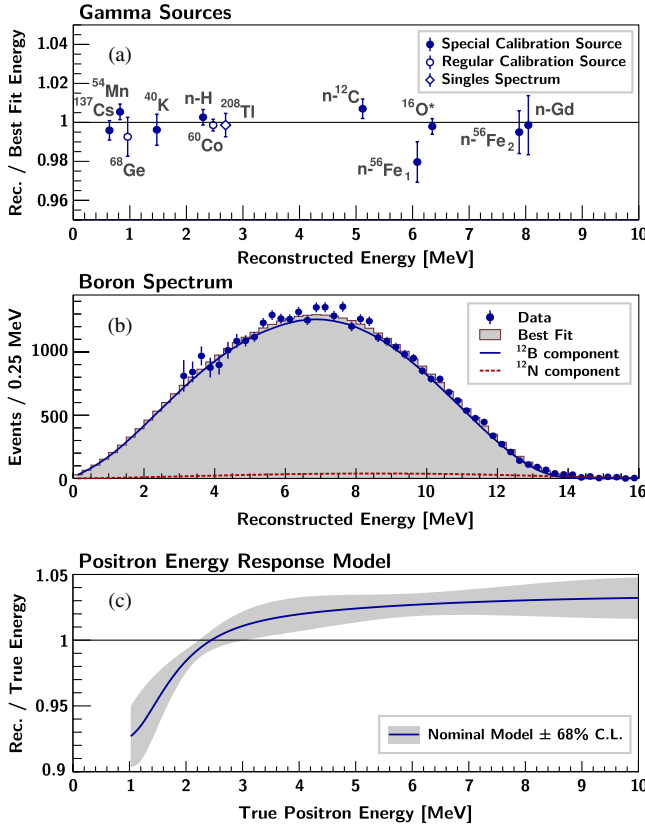 Gamma Sources
Rec. / Best Fit Energy
1.04
1.02
1
0.98
0.96
(a)
Special Calibration Source
Regular Calibration Source
Singles Spectrum
¹³⁷Cs
⁵⁴Mn
⁶⁸Ge
⁴⁰K
n-H
⁶⁰Co
²⁰⁸Tl
n-¹²C
¹⁶O*
n-⁵⁶Fe₁
n-⁵⁶Fe₂
n-Gd
0 1 2 3 4 5 6 7 8 9 10
Reconstructed Energy [MeV]
Boron Spectrum
Events / 0.25 MeV
1000
500
0
(b)
Data
Best Fit
¹²B component
¹²N component
0 2 4 6 8 10 12 14 16
Reconstructed Energy [MeV]
Positron Energy Response Model
Rec. / True Energy
1.05
1
0.95
0.9
(c)
Nominal Model ± 68% C.L.
0 1 2 3 4 5 6 7 8 9 10
True Positron Energy [MeV]